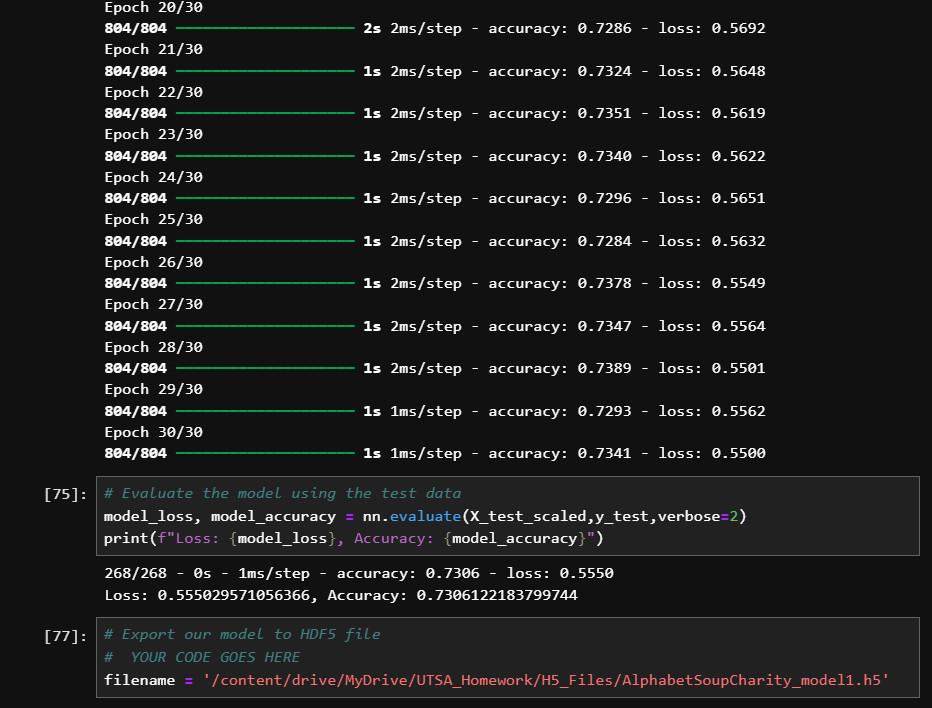 Epoch 20/30
804/804 2s 2ms/step - accuracy: 0.7286 - loss: 0.5692
Epoch 21/30
804/804 1s 2ms/step - accuracy: 0.7324 - loss: 0.5648
Epoch 22/30
804/804 1s 2ms/step - accuracy: 0.7351 - loss: 0.5619
Epoch 23/30
804/804 1s 2ms/step - accuracy: 0.7340 - loss: 0.5622
Epoch 24/30
804/804 1s 2ms/step - accuracy: 0.7296 - loss: 0.5651
Epoch 25/30
804/804 1s 2ms/step - accuracy: 0.7284 - loss: 0.5632
Epoch 26/30
804/804 1s 2ms/step - accuracy: 0.7378 - loss: 0.5549
Epoch 27/30
804/804 1s 2ms/step - accuracy: 0.7347 - loss: 0.5564
Epoch 28/30
804/804 1s 2ms/step - accuracy: 0.7389 - loss: 0.5501
Epoch 29/30
804/804 1s 1ms/step - accuracy: 0.7293 - loss: 0.5562
Epoch 30/30
804/804 1s 1ms/step - accuracy: 0.7341 - loss: 0.5500
[75]: # Evaluate the model using the test data
model_loss, model_accuracy = nn.evaluate(X_test_scaled,y_test,verbose=2)
print(f"Loss: {model_loss}, Accuracy: {model_accuracy}")
268/268 - 0s - 1ms/step - accuracy: 0.7306 - loss: 0.5550
Loss: 0.555029571056366, Accuracy: 0.7306122183799744
[77]: # Export our model to HDF5 file
#  YOUR CODE GOES HERE
filename = '/content/drive/MyDrive/UTSA_Homework/H5_Files/AlphabetSoupCharity_model1.h5'